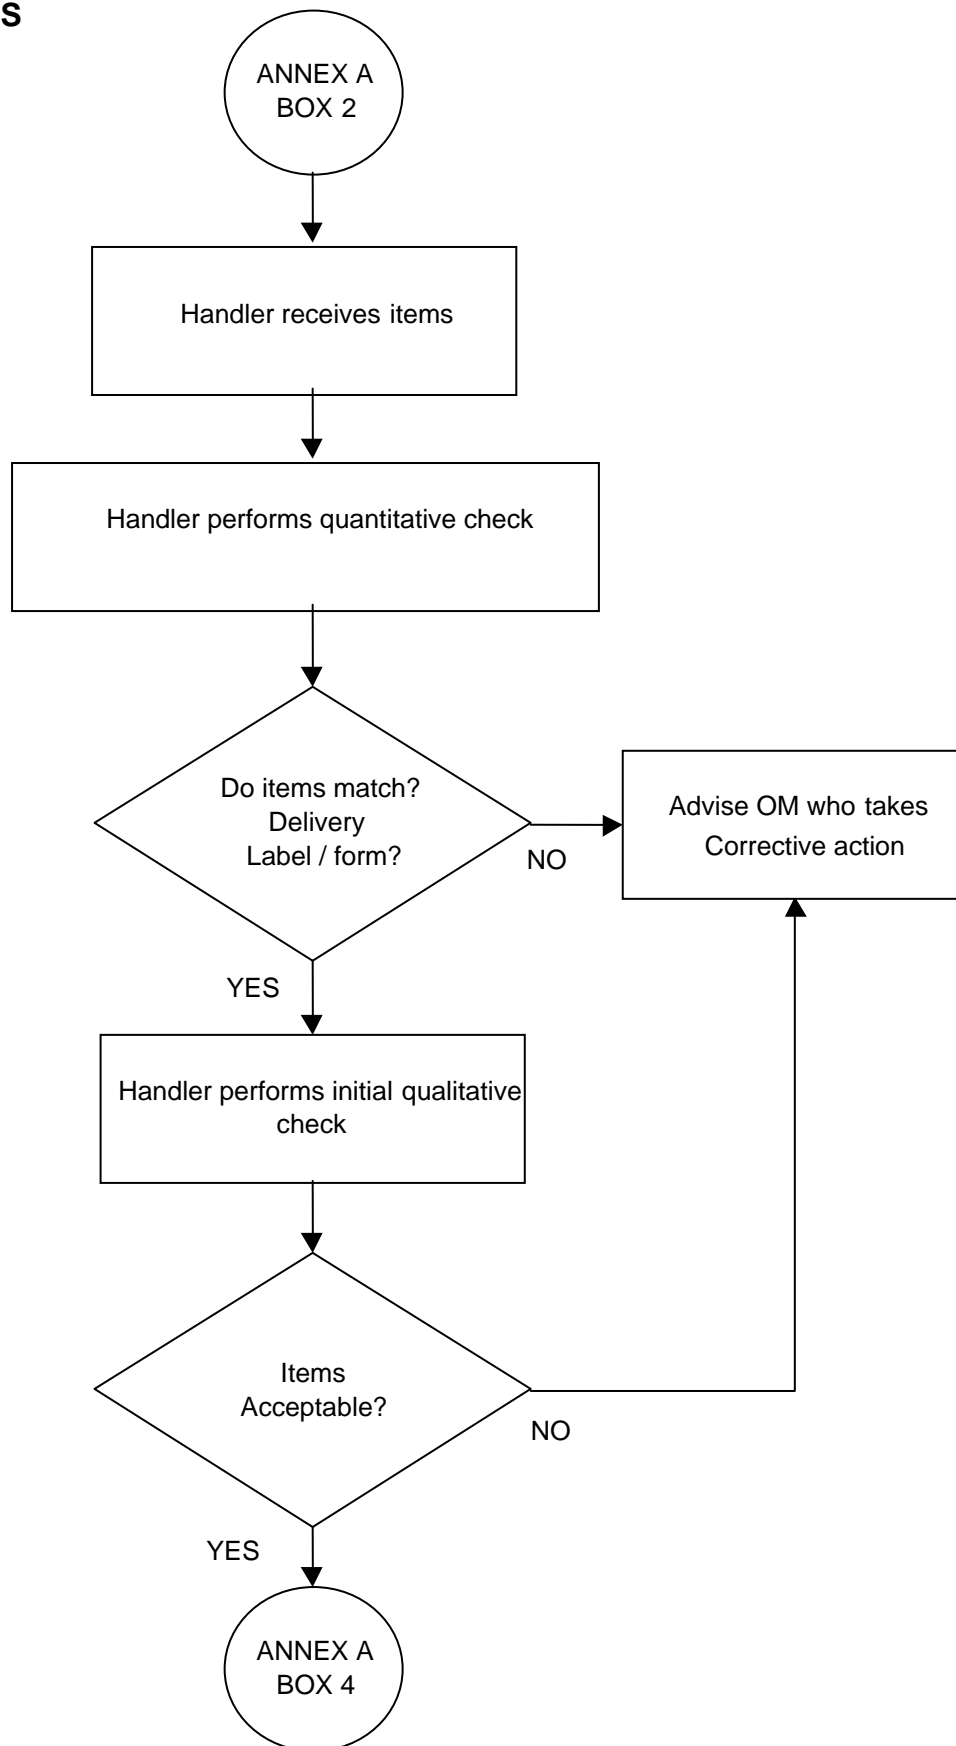 S
ANNEX A
BOX 2
Handler receives items
Handler performs quantitative check
Do items match?
Delivery
Label / form?
NO
Advise OM who takes
Corrective action
YES
Handler performs initial qualitative
check
Items
Acceptable?
NO
YES
ANNEX A
BOX 4